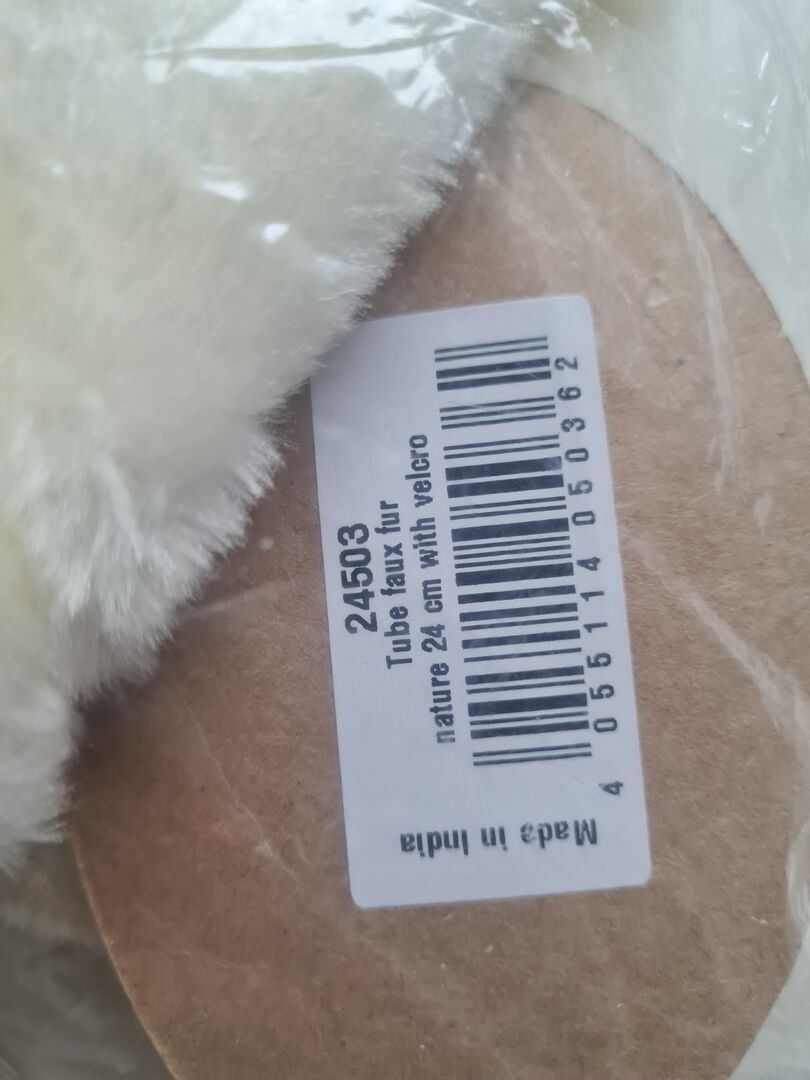 24503
Tube faux fur
nature 24 cm with velcro
4 055114 050362
Made in India